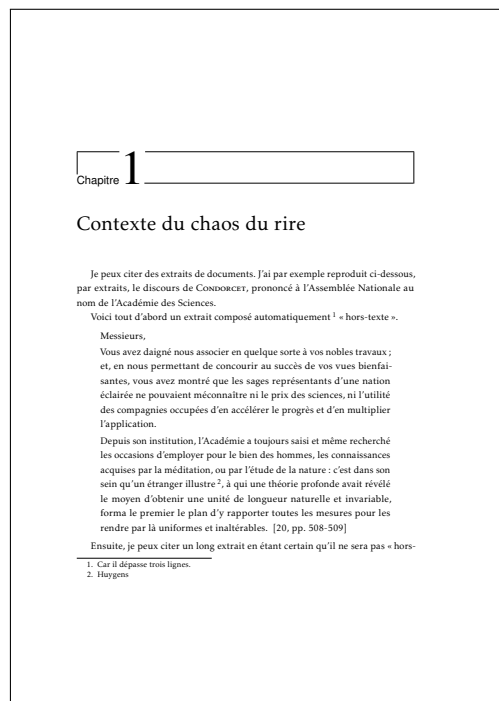 Chapitre 1
Contexte du chaos du rire
Je peux citer des extraits de documents. J'ai par exemple reproduit ci-dessous,
par extraits, le discours de Condorcet, prononcé à l'Assemblée Nationale au
nom de l'Académie des Sciences.
Voici tout d'abord un extrait composé automatiquement 1 « hors-texte ».
Messieurs,
Vous avez daigné nous associer en quelque sorte à vos nobles travaux ;
et, en nous permettant de concourir au succès de vos vues bienfai-
santes, vous avez montré que les sages représentants d'une nation
éclairée ne pouvaient méconnaître ni le prix des sciences, ni l'utilité
des compagnies occupées d'en accélérer le progrès et d'en multiplier
l'application.
Depuis son institution, l'Académie a toujours saisi et même recherché
les occasions d'employer pour le bien des hommes, les connaissances
acquises par la méditation, ou par l'étude de la nature : c'est dans son
sein qu'un étranger illustre 2, à qui une théorie profonde avait révélé
le moyen d'obtenir une unité de longueur naturelle et invariable,
forma le premier le plan d'y rapporter toutes les mesures pour les
rendre par là uniformes et inaltérables. [20, pp. 508-509]
Ensuite, je peux citer un long extrait en étant certain qu'il ne sera pas « hors-
1. Car il dépasse trois lignes.
2. Huygens